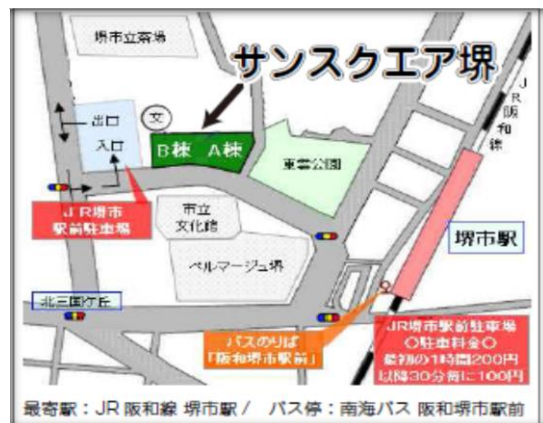 堺市立斎場
サンスクエア堺
JR阪和線
出口
文
入口
B棟 A棟
東雲公園
JR堺市
駅前駐車場
市立
文化館
堺市駅
ベルマージュ堺
北三国ケ丘
バスのりば
「阪和堺市駅前」
JR堺市駅前駐車場
〇駐車料金〇
最初の1時間200円
以降30分毎に100円
最寄駅：JR 阪和線 堺市駅 / バス停：南海バス 阪和堺市駅前